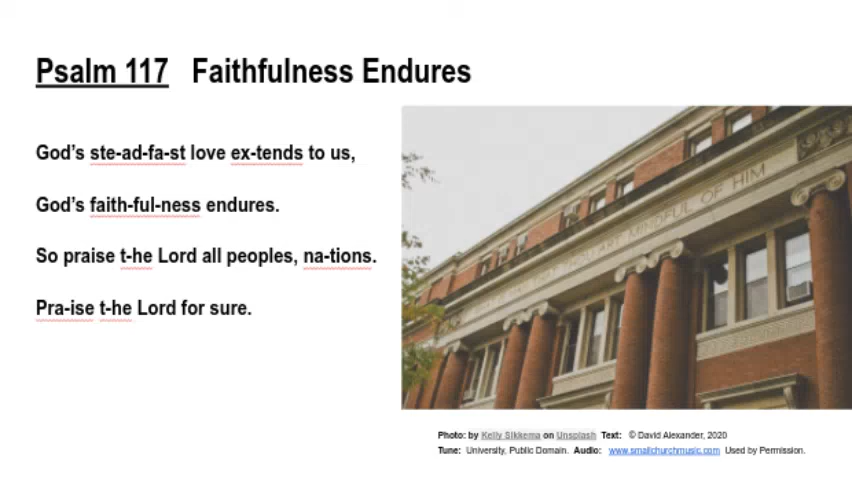 Psalm 117 Faithfulness Endures
God’s ste-ad-fa-st love ex-tends to us,
God’s faith-ful-ness endures.
So praise t-he Lord all peoples, na-tions.
Pra-ise t-he Lord for sure.
THAT THOU ART MINDFUL OF HIM
Photo: by Kelly Sikkema on Unsplash Text: © David Alexander, 2020
Tune: University, Public Domain. Audio: www.smallchurchmusic.com Used by Permission.